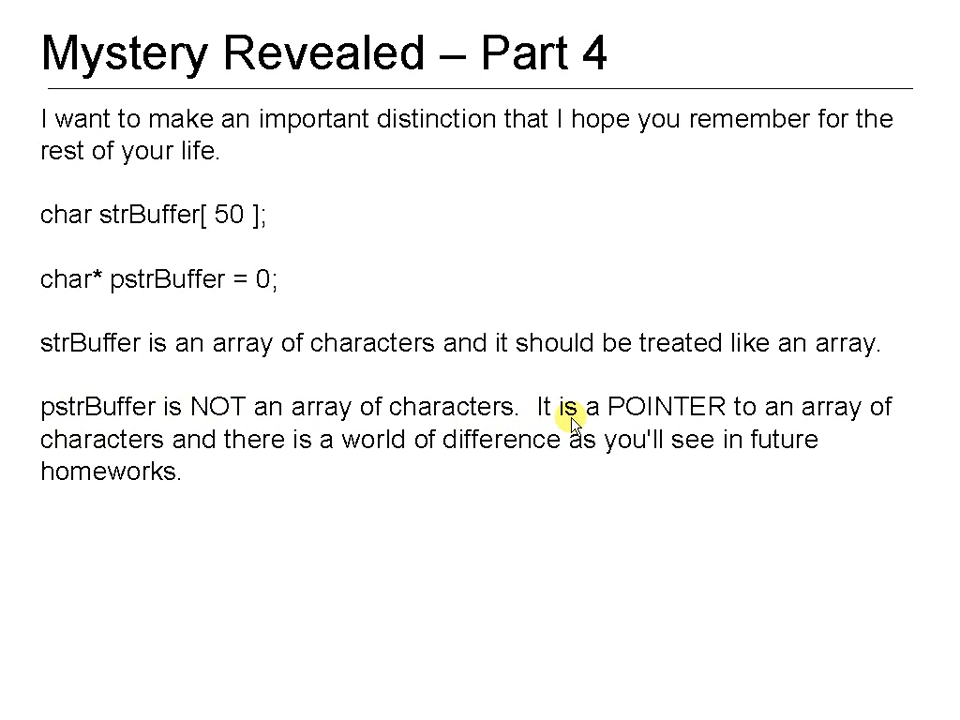 Mystery Revealed – Part 4
I want to make an important distinction that I hope you remember for the
rest of your life.
char strBuffer[ 50 ];
char* pstrBuffer = 0;
strBuffer is an array of characters and it should be treated like an array.
pstrBuffer is NOT an array of characters.  It is a POINTER to an array of
characters and there is a world of difference as you'll see in future
homeworks.